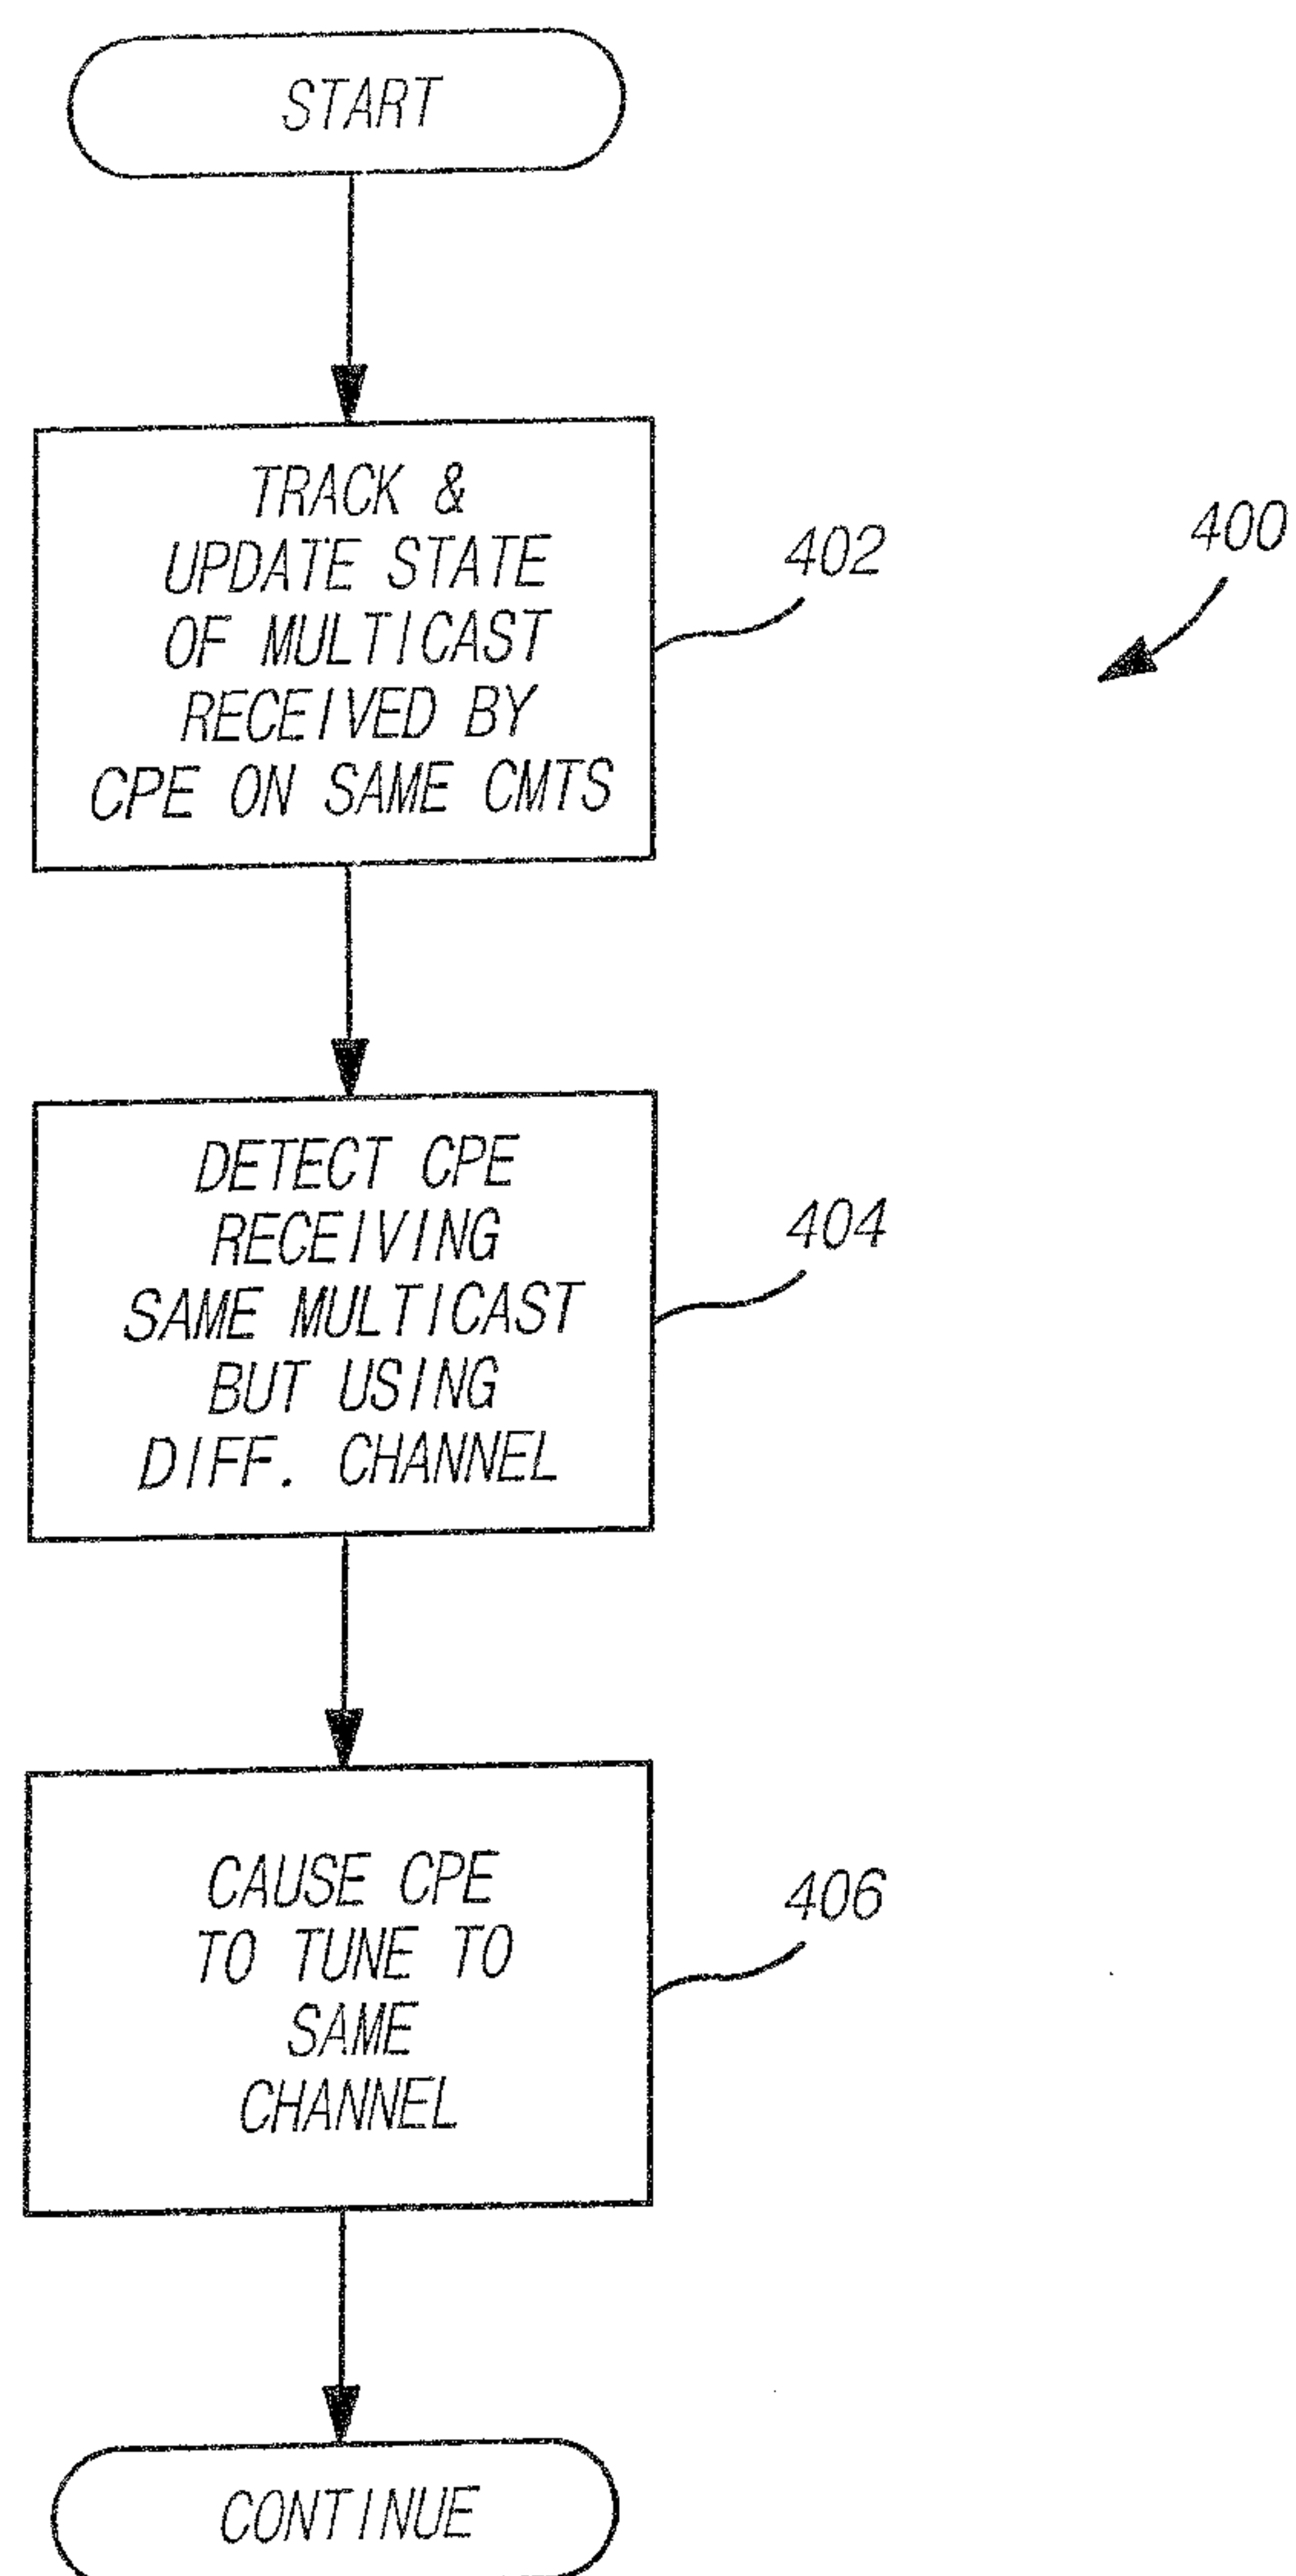 START
TRACK &
UPDATE STATE
OF MULTICAST
RECEIVED BY
CPE ON SAME CMTS
402
400
DETECT CPE
RECEIVING
SAME MULTICAST
BUT USING
DIFF. CHANNEL
404
CAUSE CPE
TO TUNE TO
SAME
CHANNEL
406
CONTINUE